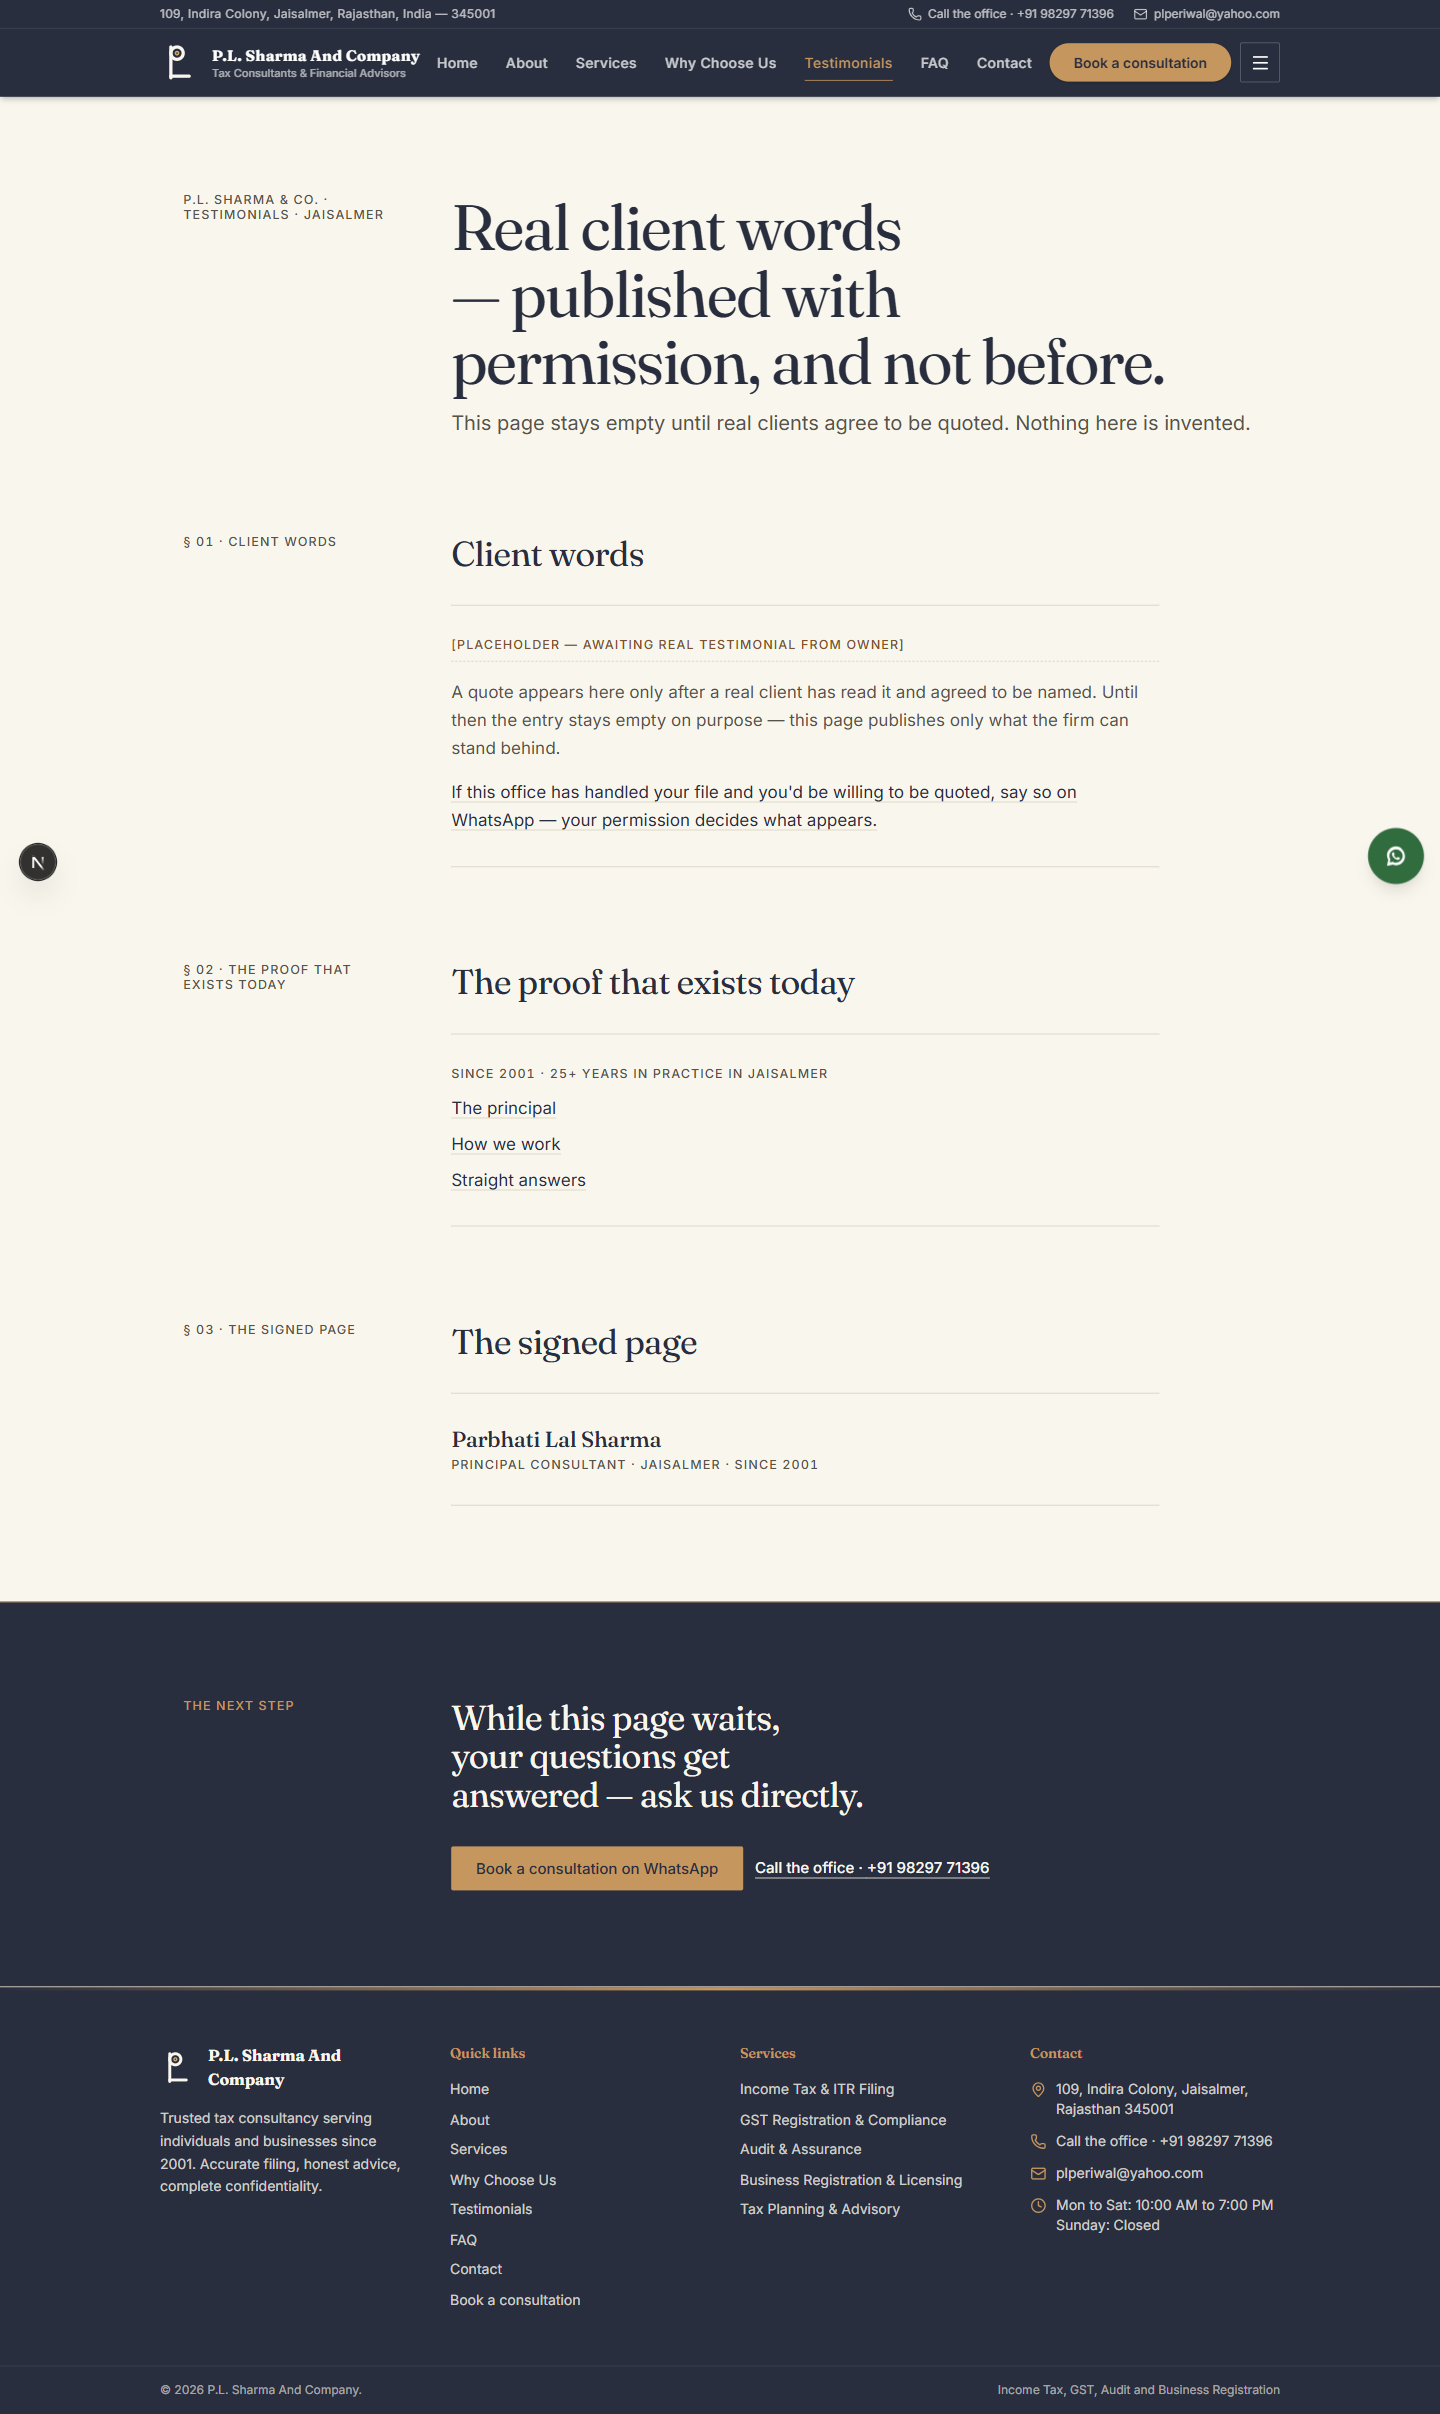 109, Indira Colony, Jaisalmer, Rajasthan, India — 345001
Call the office · +91 98297 71396
plperiwal@yahoo.com
P.L. Sharma And Company
Tax Consultants & Financial Advisors
Home
About
Services
Why Choose Us
Testimonials
FAQ
Contact
Book a consultation
P.L. SHARMA & CO. ·
TESTIMONIALS · JAISALMER
Real client words
— published with
permission, and not before.
This page stays empty until real clients agree to be quoted. Nothing here is invented.
§ 01 · CLIENT WORDS
Client words
[PLACEHOLDER — AWAITING REAL TESTIMONIAL FROM OWNER]
A quote appears here only after a real client has read it and agreed to be named. Until
then the entry stays empty on purpose — this page publishes only what the firm can
stand behind.
If this office has handled your file and you'd be willing to be quoted, say so on
WhatsApp — your permission decides what appears.
N
§ 02 · THE PROOF THAT
EXISTS TODAY
The proof that exists today
SINCE 2001 · 25+ YEARS IN PRACTICE IN JAISALMER
The principal
How we work
Straight answers
§ 03 · THE SIGNED PAGE
The signed page
Parbhati Lal Sharma
PRINCIPAL CONSULTANT · JAISALMER · SINCE 2001
THE NEXT STEP
While this page waits,
your questions get
answered — ask us directly.
Book a consultation on WhatsApp
Call the office · +91 98297 71396
P.L. Sharma And
Company
Trusted tax consultancy serving
individuals and businesses since
2001. Accurate filing, honest advice,
complete confidentiality.
Quick links
Home
About
Services
Why Choose Us
Testimonials
FAQ
Contact
Book a consultation
Services
Income Tax & ITR Filing
GST Registration & Compliance
Audit & Assurance
Business Registration & Licensing
Tax Planning & Advisory
Contact
109, Indira Colony, Jaisalmer,
Rajasthan 345001
Call the office · +91 98297 71396
plperiwal@yahoo.com
Mon to Sat: 10:00 AM to 7:00 PM
Sunday: Closed
© 2026 P.L. Sharma And Company.
Income Tax, GST, Audit and Business Registration